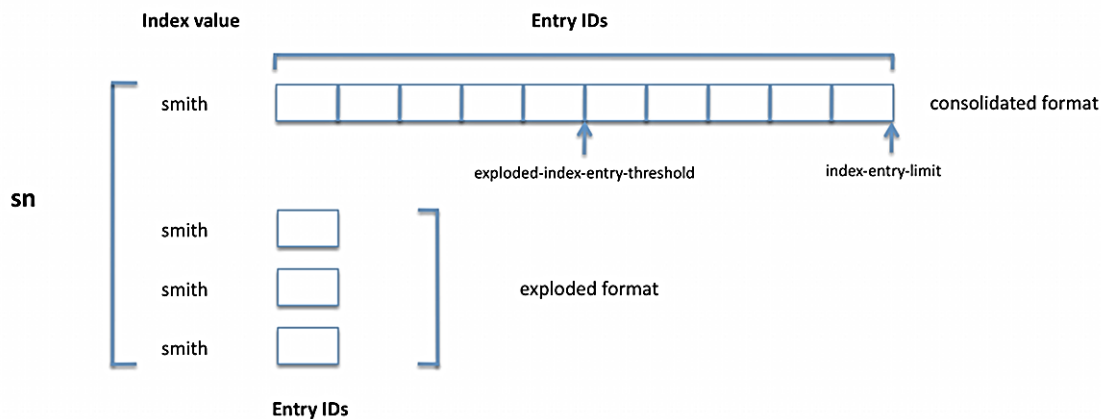 Index value
Entry IDs
smith
consolidated format
exploded-index-entry-threshold
index-entry-limit
sn
smith
smith
exploded format
smith
Entry IDs